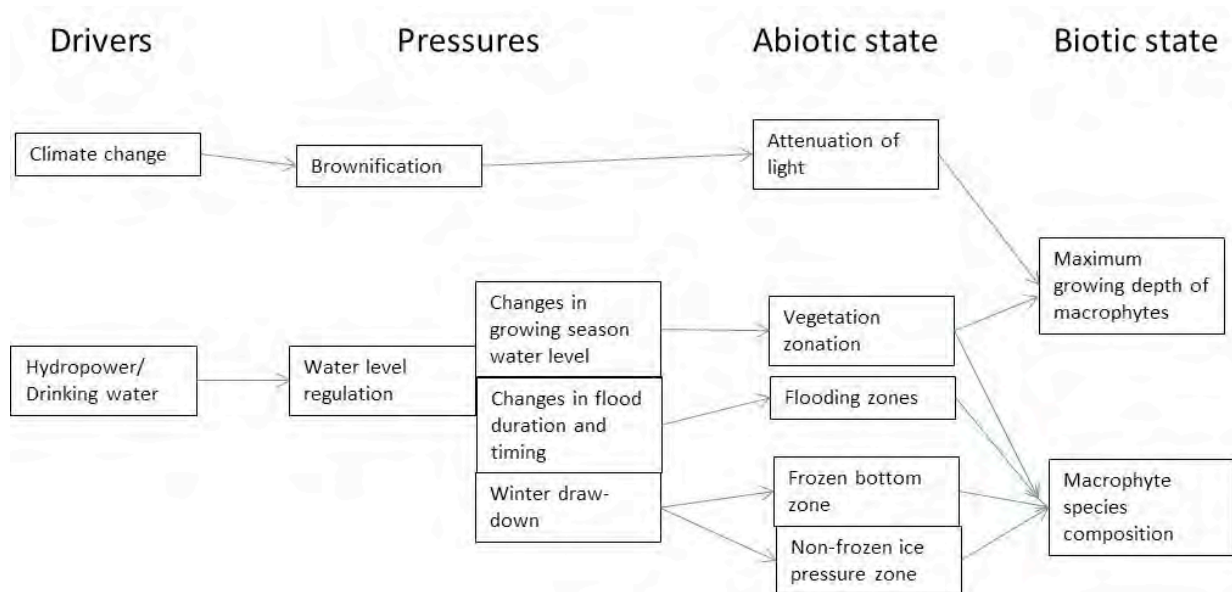 Drivers
Pressures
Abiotic state
Biotic state
Climate change
Brownification
Attenuation of
light
Maximum
growing depth of
macrophytes
Hydropower/
Drinking water
Water level
regulation
Changes in
growing season
water level
Changes in flood
duration and
timing
Winter draw-
down
Vegetation
zonation
Flooding zones
Frozen bottom
zone
Non-frozen ice
pressure zone
Macrophyte
species
composition